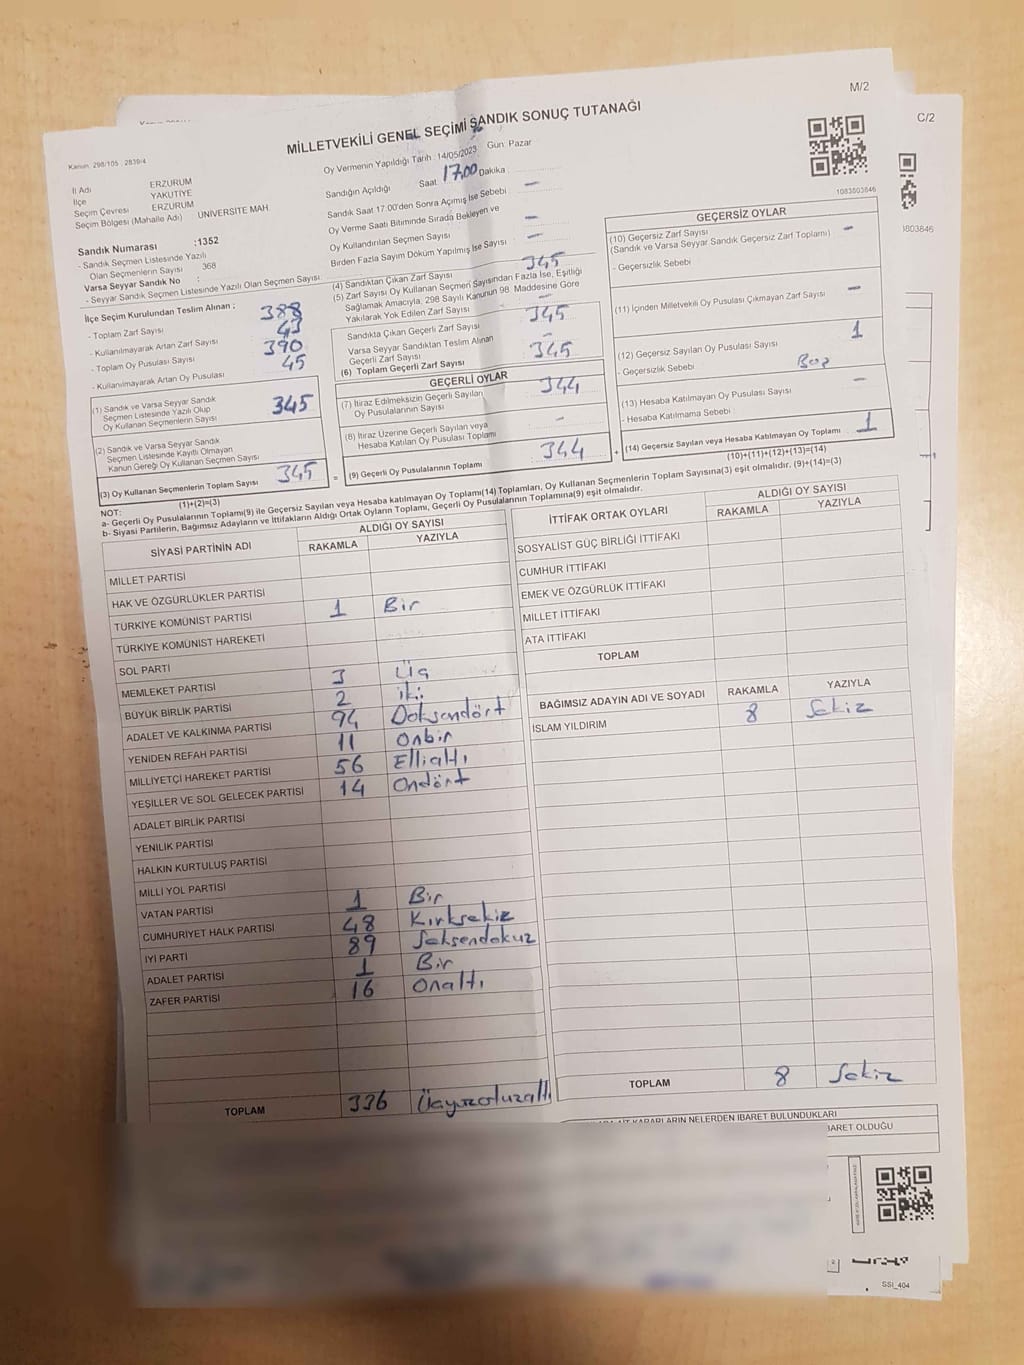 M/2
C/2
MİLLETVEKİLİ GENEL SEÇİMİ SANDIK SONUÇ TUTANAĞI
Kanun: 298/105 ; 2839/4
Oy Vermenin Yapıldığı Tarih : 14/05/2023 Gün: Pazar
İl Adı ERZURUM
İlçe YAKUTİYE
Seçim Çevresi ERZURUM
Seçim Bölgesi (Mahalle Adı) ÜNİVERSİTE MAH
Sandık Numarası :1352
- Sandık Seçmen Listesinde Yazılı
Olan Seçmenlerin Sayısı 368
Varsa Seyyar Sandık No :
- Seyyar Sandık Seçmen Listesinde Yazılı Olan Seçmen Sayısı
İlçe Seçim Kurulundan Teslim Alınan ;
- Toplam Zarf Sayısı 388
- Kullanılmayarak Artan Zarf Sayısı 43
- Toplam Oy Pusulası Sayısı 390
- Kullanılmayarak Artan Oy Pusulası 45
(1) Sandık ve Varsa Seyyar Sandık
Seçmen Listesinde Yazılı Olup
Oy Kullanan Seçmenlerin Sayısı 345
(2) Sandık ve Varsa Seyyar Sandık
Seçmen Listesinde Kayıtlı Olmayan
Kanun Gereği Oy Kullanan Seçmen Sayısı
(3) Oy Kullanan Seçmenlerin Toplam Sayısı 345
(1)+(2)=(3)
Sandığın Açıldığı Saat 17.00 Dakika
Sandık Saat 17:00'den Sonra Açılmış İse Sebebi —
Oy Verme Saati Bitiminde Sırada Bekleyen ve
Oy Kullandırılan Seçmen Sayısı —
Birden Fazla Sayım Döküm Yapılmış İse Sayısı —
(4) Sandıktan Çıkan Zarf Sayısı 345
(5) Zarf Sayısı Oy Kullanan Seçmen Sayısından Fazla İse, Eşitliği
Sağlamak Amacıyla, 298 Sayılı Kanunun 98. Maddesine Göre
Yakılarak Yok Edilen Zarf Sayısı —
Sandıkta Çıkan Geçerli Zarf Sayısı 345
Varsa Seyyar Sandıktan Teslim Alınan
Geçerli Zarf Sayısı —
(6) Toplam Geçerli Zarf Sayısı 345
GEÇERLİ OYLAR
(7) İtiraz Edilmeksizin Geçerli Sayılan
Oy Pusulalarının Sayısı 344
(8) İtiraz Üzerine Geçerli Sayılan veya
Hesaba Katılan Oy Pusulası Toplamı -
= (9) Geçerli Oy Pusulalarının Toplamı 344
1083803846
803846
GEÇERSİZ OYLAR
(10) Geçersiz Zarf Sayısı
(Sandık ve Varsa Seyyar Sandık Geçersiz Zarf Toplamı) —
- Geçersizlik Sebebi
(11) İçinden Milletvekili Oy Pusulası Çıkmayan Zarf Sayısı —
(12) Geçersiz Sayılan Oy Pusulası Sayısı 1
- Geçersizlik Sebebi Boş
(13) Hesaba Katılmayan Oy Pusulası Sayısı —
- Hesaba Katılmama Sebebi
+ (14) Geçersiz Sayılan veya Hesaba Katılmayan Oy Toplamı 1
(10)+(11)+(12)+(13)=(14)
NOT:
a- Geçerli Oy Pusulalarının Toplamı(9) ile Geçersiz Sayılan veya Hesaba katılmayan Oy Toplamı(14) Toplamları, Oy Kullanan Seçmenlerin Toplam Sayısına(3) eşit olmalıdır. (9)+(14)=(3)
b- Siyasi Partilerin, Bağımsız Adayların ve İttifakların Aldığı Ortak Oyların Toplamı, Geçerli Oy Pusulalarının Toplamına(9) eşit olmalıdır.
SİYASİ PARTİNİN ADI ALDIĞI OY SAYISI
RAKAMLA YAZIYLA
MİLLET PARTİSİ
HAK VE ÖZGÜRLÜKLER PARTİSİ
TÜRKİYE KOMÜNİST PARTİSİ 1 Bir
TÜRKİYE KOMÜNİST HAREKETİ
SOL PARTİ
MEMLEKET PARTİSİ 3 Üç
BÜYÜK BİRLİK PARTİSİ 2 iki
ADALET VE KALKINMA PARTİSİ 94 Doksandört
YENİDEN REFAH PARTİSİ 11 Onbir
MİLLİYETÇİ HAREKET PARTİSİ 56 Elliatlı
YEŞİLLER VE SOL GELECEK PARTİSİ 14 Ondört
ADALET BİRLİK PARTİSİ
YENİLİK PARTİSİ
HALKIN KURTULUŞ PARTİSİ
MİLLİ YOL PARTİSİ
VATAN PARTİSİ 1 Bir
CUMHURİYET HALK PARTİSİ 48 Kırksekiz
İYİ PARTİ 89 Seksendokuz
ADALET PARTİSİ 1 Bir
ZAFER PARTİSİ 16 Onaltı
TOPLAM 336 Üçyüzotuzaltı
İTTİFAK ORTAK OYLARI ALDIĞI OY SAYISI
RAKAMLA YAZIYLA
SOSYALİST GÜÇ BİRLİĞİ İTTİFAKI
CUMHUR İTTİFAKI
EMEK VE ÖZGÜRLÜK İTTİFAKI
MİLLET İTTİFAKI
ATA İTTİFAKI
TOPLAM
BAĞIMSIZ ADAYIN ADI VE SOYADI RAKAMLA YAZIYLA
İSLAM YILDIRIM 8 Sekiz
TOPLAM 8 Sekiz
KARARLARIN NELERDEN İBARET BULUNDUKLARI
BARET OLDUĞU
SSI_404